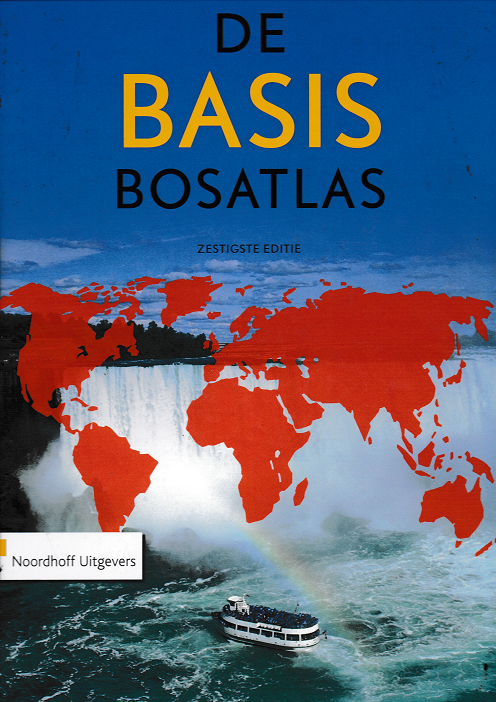 DE
BASIS
BOSATLAS
ZESTIGSTE EDITIE
Noordhoff Uitgevers